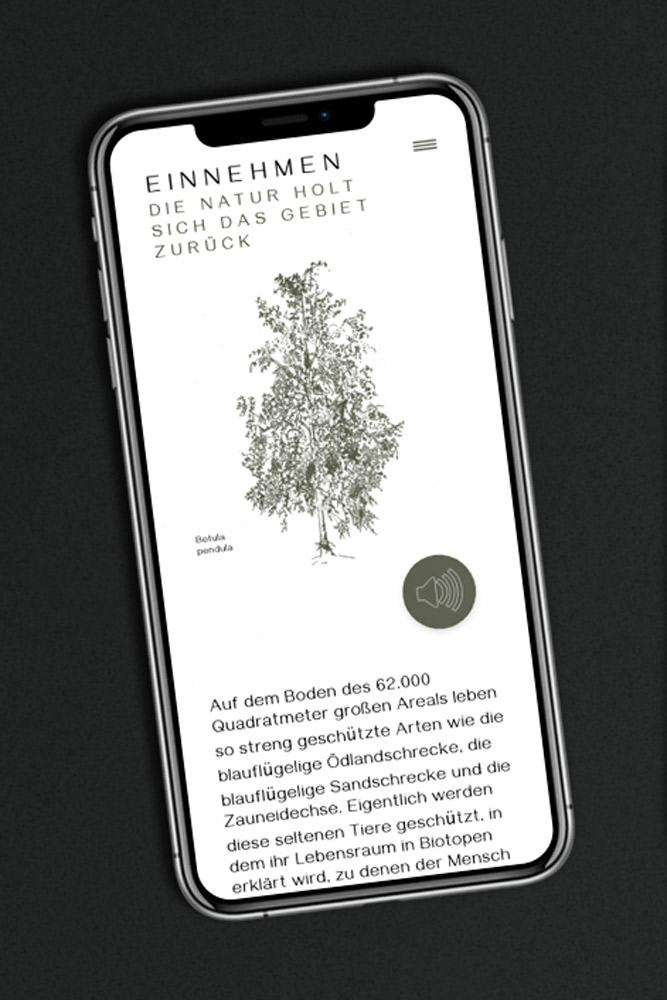 EINNEHMEN
DIE NATUR HOLT
SICH DAS GEBIET
ZURÜCK
Betula
pendula
Auf dem Boden des 62.000
Quadratmeter großen Areals leben
so streng geschützte Arten wie die
blauflügelige Ödlandschrecke, die
blauflügelige Sandschrecke und die
Zauneidechse. Eigentlich werden
diese seltenen Tiere geschützt, in
dem ihr Lebensraum in Biotopen
erklärt wird, zu denen der Mensch